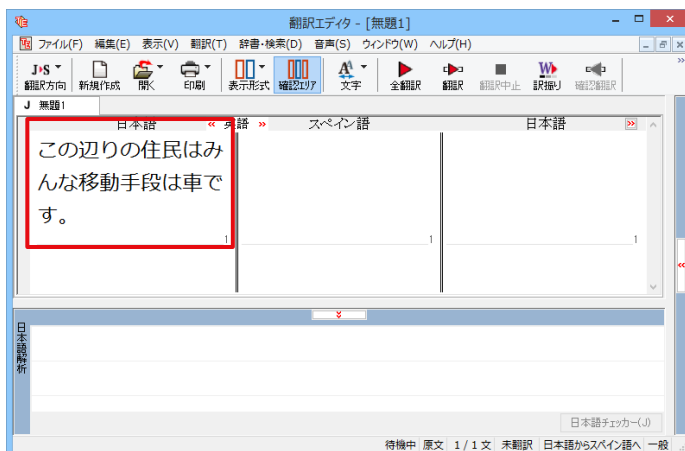 翻訳エディタ - [無題1]
ファイル(F) 編集(E) 表示(V) 翻訳(T) 辞書・検索(D) 音声(S) ウィンドウ(W) ヘルプ(H)
J›S
翻訳方向 新規作成 開く 印刷 表示形式 確認エリア 文字 全翻訳 翻訳 翻訳中止 訳振り 確認翻訳
J 無題1
日本語 « 英語 » スペイン語 日本語 »
この辺りの住民はみ
んな移動手段は車で
す。
1 1 1
日本語解析
日本語チェッカー(J)
待機中 原文 1 / 1 文 未翻訳 日本語からスペイン語へ 一般